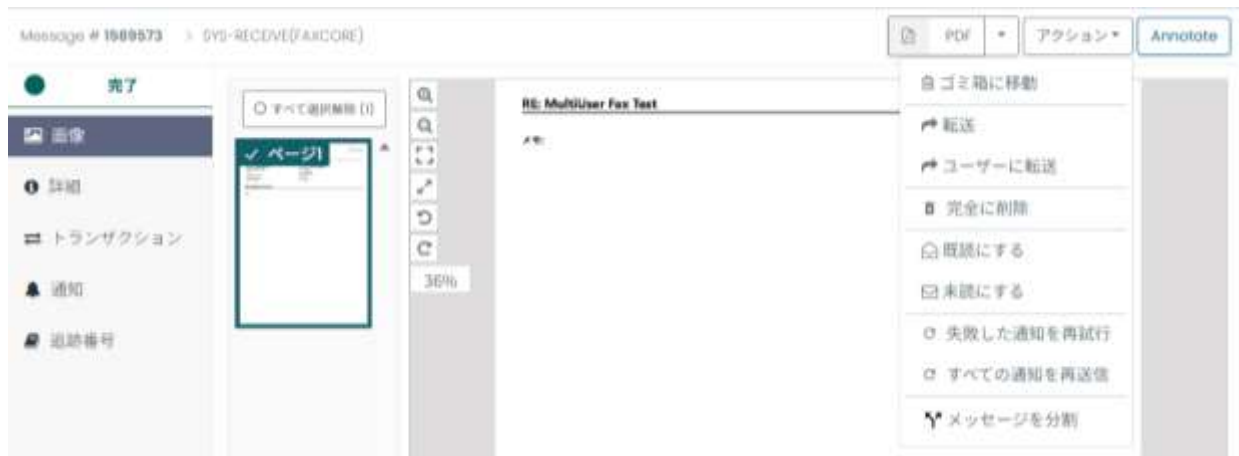 Message # 1589573 > SYS-RECEIVE(FAXCORE)
PDF アクション Annotate
完了
画像
詳細
トランザクション
通知
追跡番号
すべて選択解除 (1)
ページ1
36%
RE: MultiUser Fax Test
メモ:
ゴミ箱に移動
転送
ユーザーに転送
完全に削除
既読にする
未読にする
失敗した通知を再試行
すべての通知を再送信
メッセージを分割